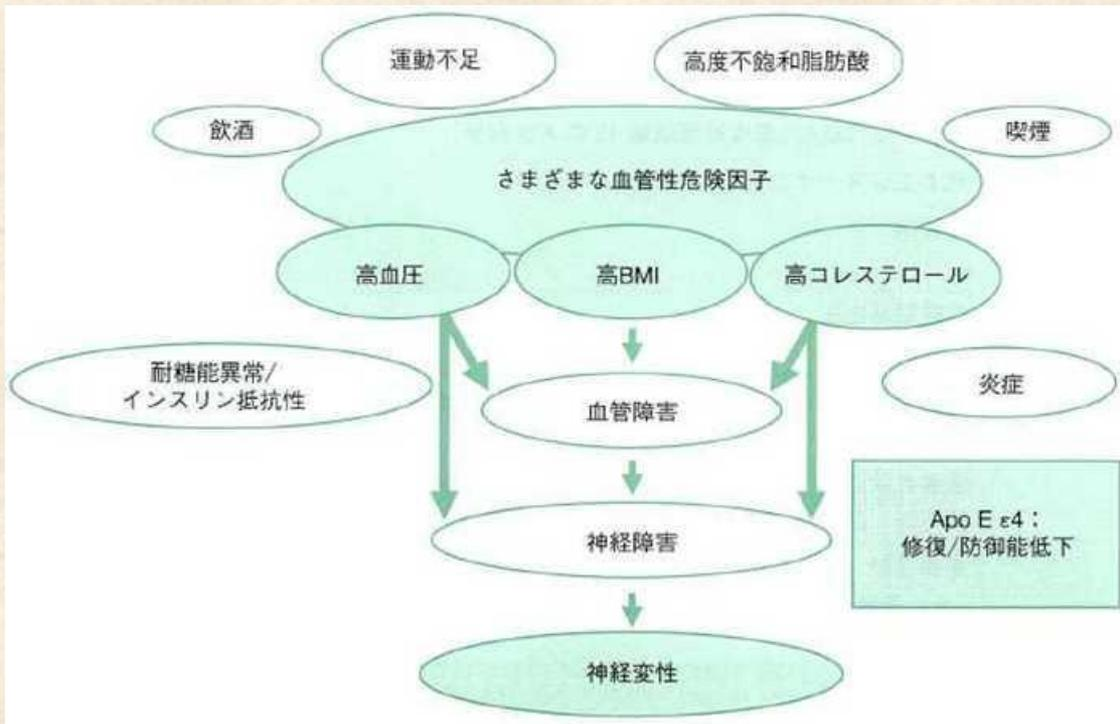 運動不足
高度不飽和脂肪酸
飲酒
喫煙
さまざまな血管性危険因子
高血圧
高BMI
高コレステロール
耐糖能異常/
インスリン抵抗性
炎症
血管障害
Apo E ε4：
修復/防御能低下
神経障害
神経変性